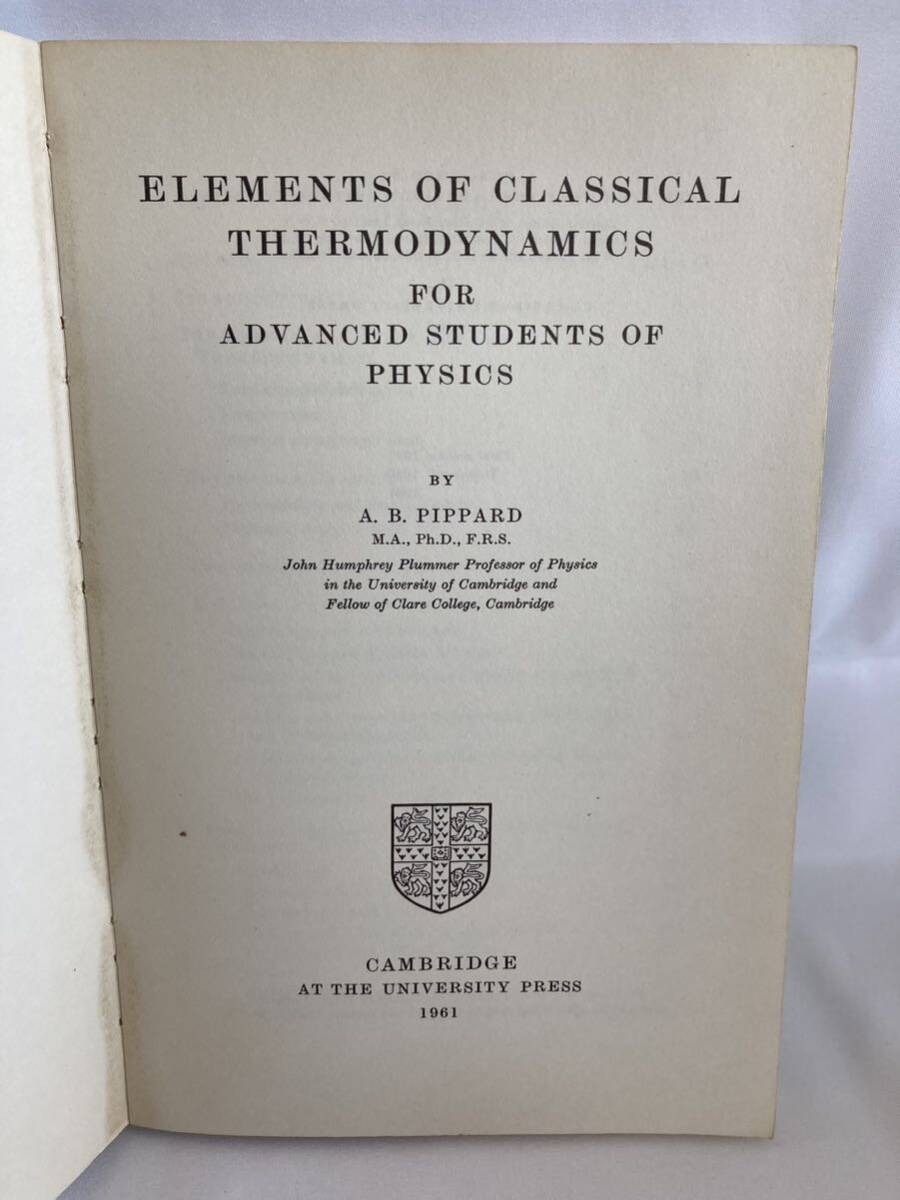 ELEMENTS OF CLASSICAL
THERMODYNAMICS
FOR
ADVANCED STUDENTS OF
PHYSICS
BY
A. B. PIPPARD
M.A., Ph.D., F.R.S.
John Humphrey Plummer Professor of Physics
in the University of Cambridge and
Fellow of Clare College, Cambridge
CAMBRIDGE
AT THE UNIVERSITY PRESS
1961